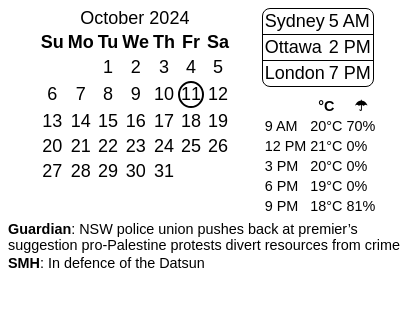 October 2024
Su Mo Tu We Th Fr Sa
1 2 3 4 5
6 7 8 9 10 11 12
13 14 15 16 17 18 19
20 21 22 23 24 25 26
27 28 29 30 31
Sydney 5 AM
Ottawa 2 PM
London 7 PM
°C ☂
9 AM 20°C 70%
12 PM 21°C 0%
3 PM 20°C 0%
6 PM 19°C 0%
9 PM 18°C 81%
Guardian: NSW police union pushes back at premier’s
suggestion pro-Palestine protests divert resources from crime
SMH: In defence of the Datsun